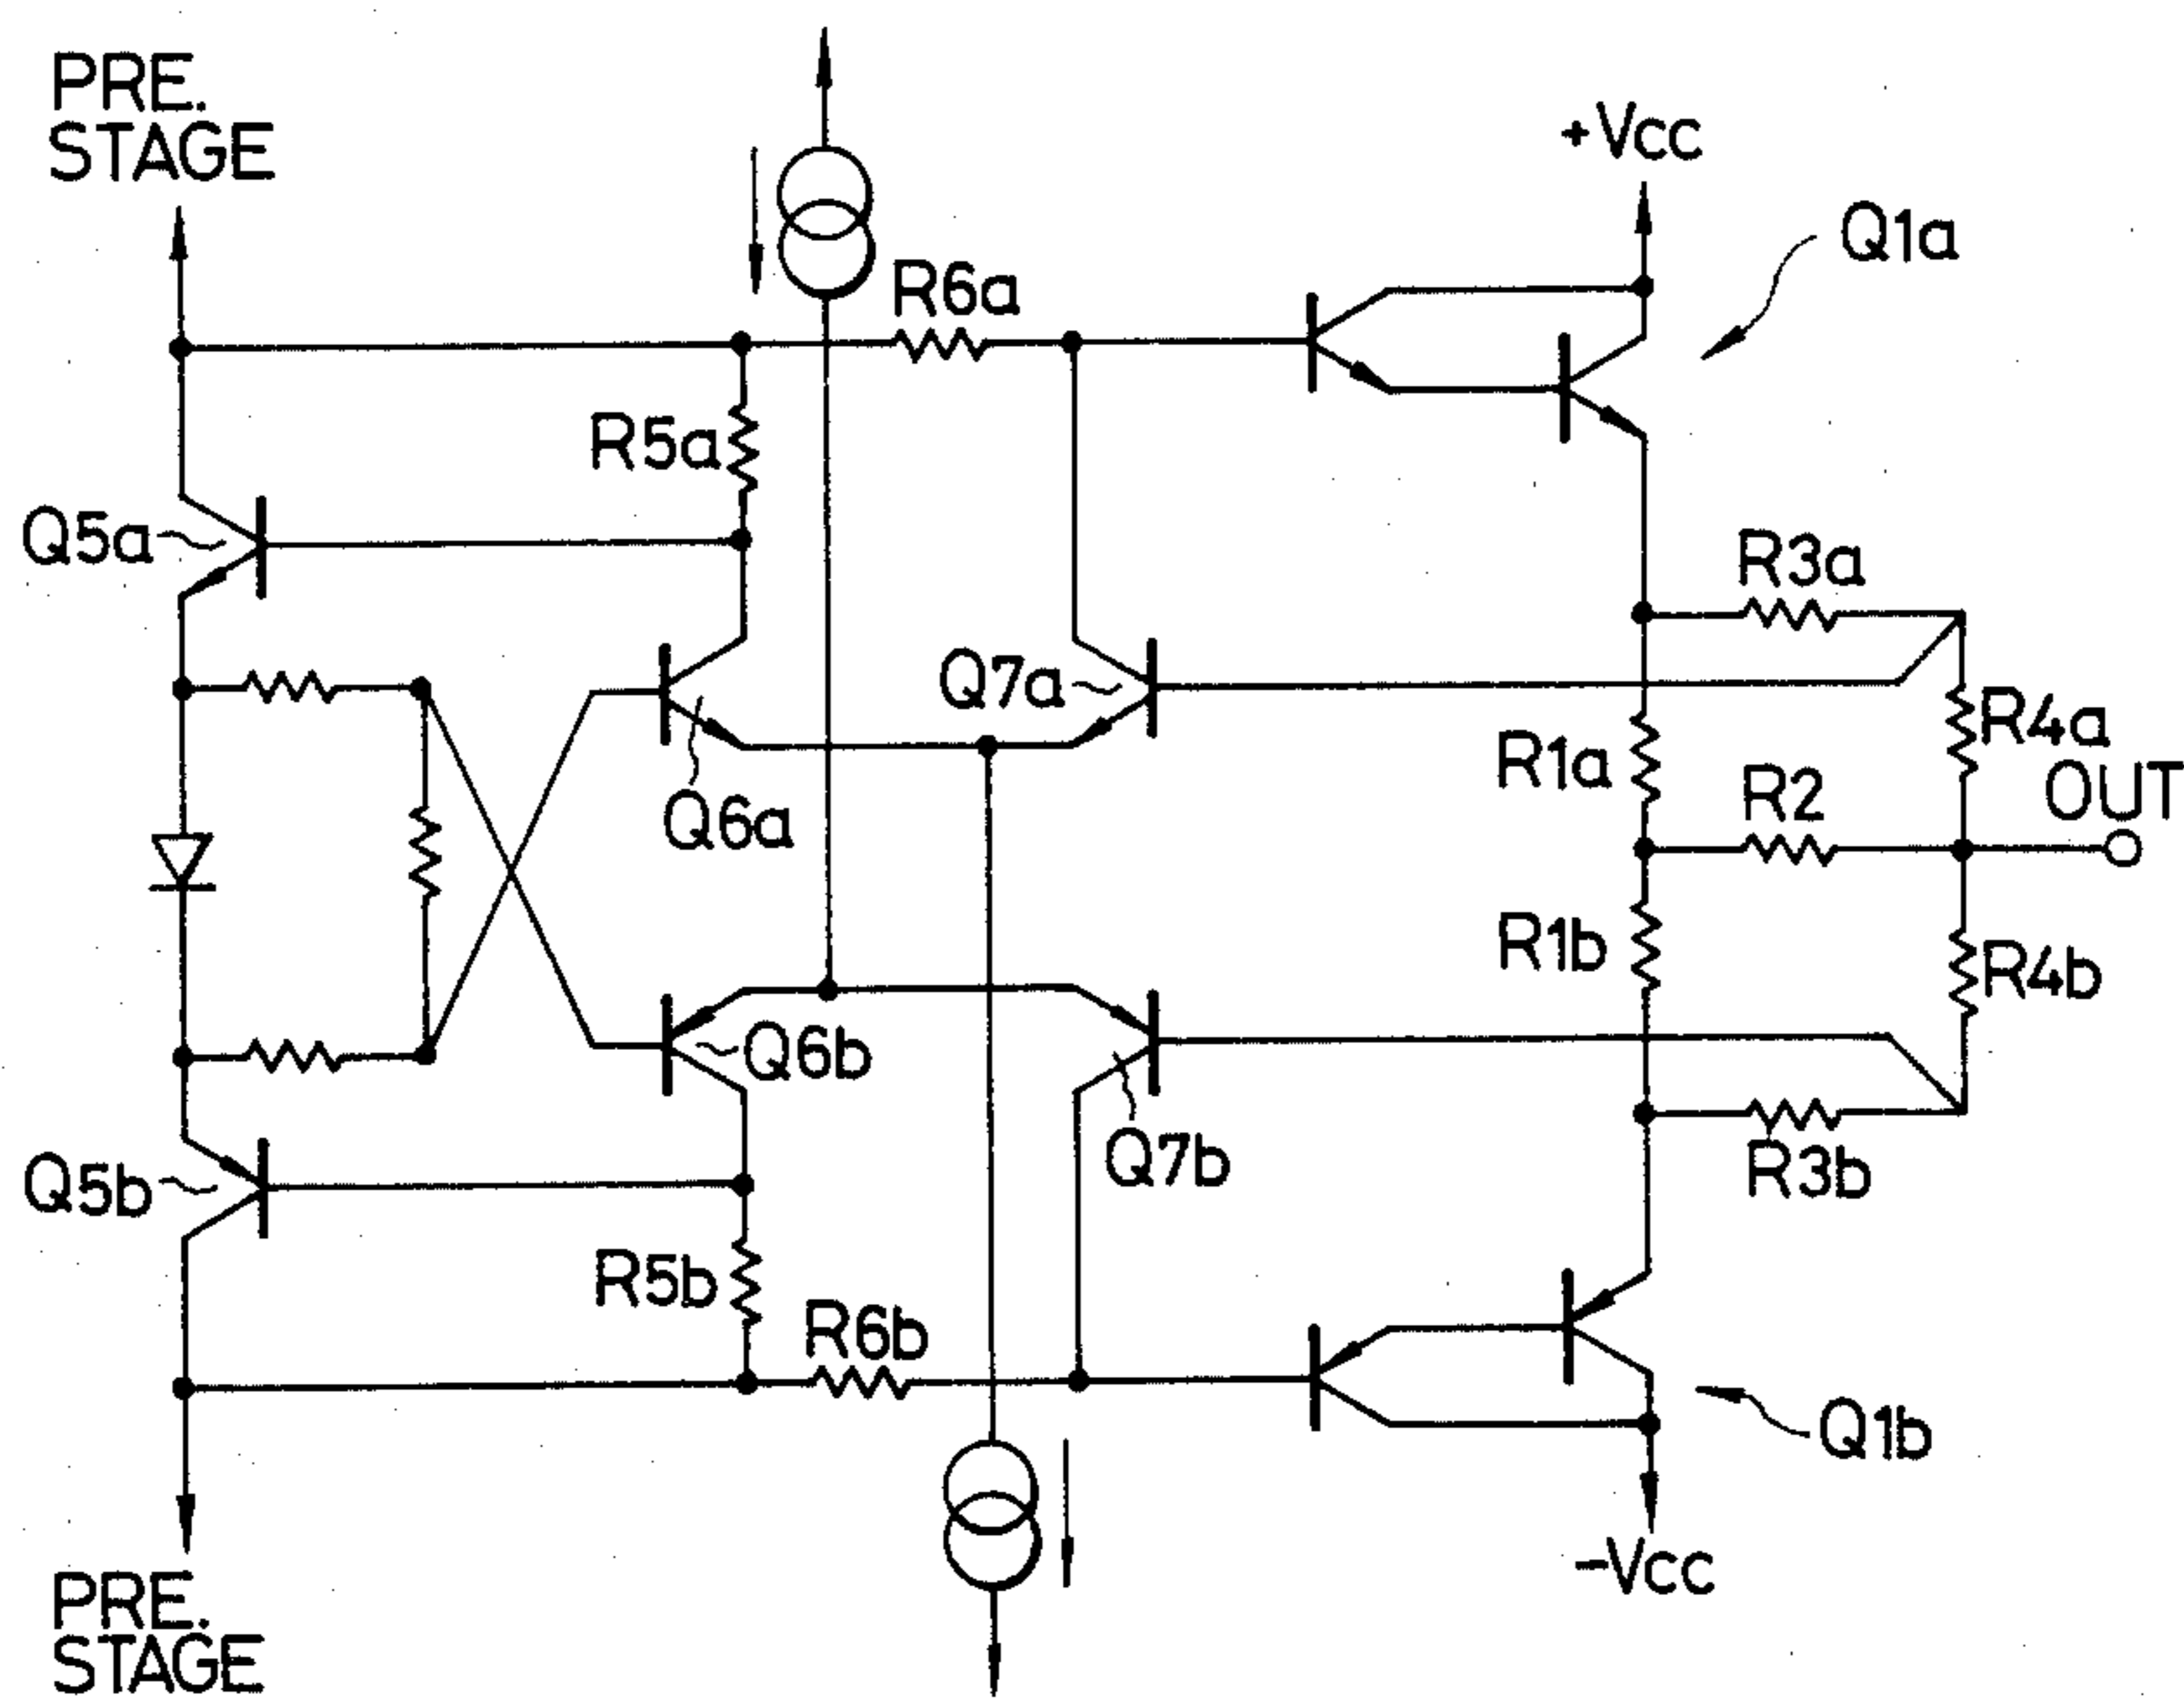 PRE.
STAGE
+Vcc
Q1a
R6a
R5a
Q5a
R3a
Q7a
R4a
R1a
R2
OUT
Q6a
R1b
R4b
Q6b
Q7b
Q5b
R3b
R5b
R6b
Q1b
-Vcc
PRE.
STAGE